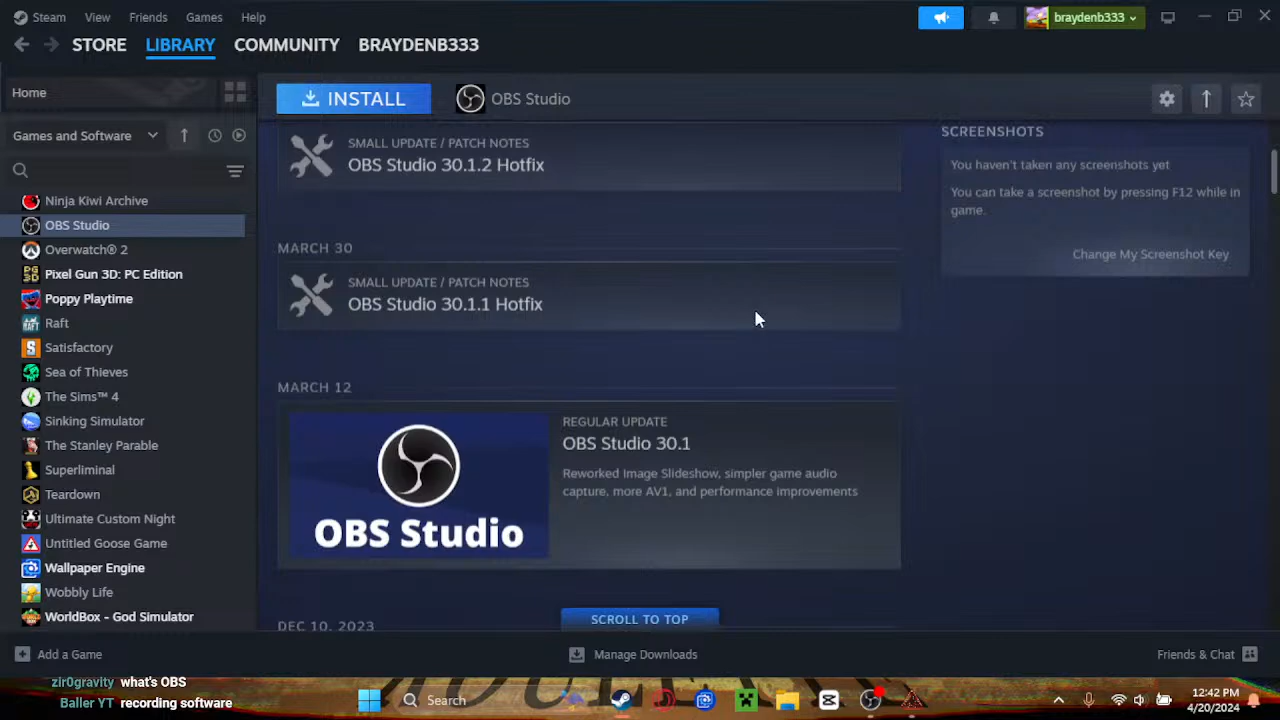 Steam View Friends Games Help
braydenb333
STORE LIBRARY COMMUNITY BRAYDENB333
Home
INSTALL
OBS Studio
Games and Software
SCREENSHOTS
You haven't taken any screenshots yet
You can take a screenshot by pressing F12 while in
game.
Change My Screenshot Key
SMALL UPDATE / PATCH NOTES
OBS Studio 30.1.2 Hotfix
MARCH 30
SMALL UPDATE / PATCH NOTES
OBS Studio 30.1.1 Hotfix
MARCH 12
OBS Studio
REGULAR UPDATE
OBS Studio 30.1
Reworked Image Slideshow, simpler game audio
capture, more AV1, and performance improvements
DEC 10, 2023
SCROLL TO TOP
Ninja Kiwi Archive
OBS Studio
Overwatch® 2
PG
3D
Pixel Gun 3D: PC Edition
Poppy Playtime
RAFT
Raft
Satisfactory
Sea of Thieves
The Sims™ 4
Sinking Simulator
The Stanley Parable
Superliminal
Teardown
Ultimate Custom Night
Untitled Goose Game
Wallpaper Engine
Wobbly Life
WorldBox - God Simulator
Add a Game
Manage Downloads
Friends & Chat
zir0gravity what's OBS
Baller YT recording software
Search
12:42 PM
4/20/2024